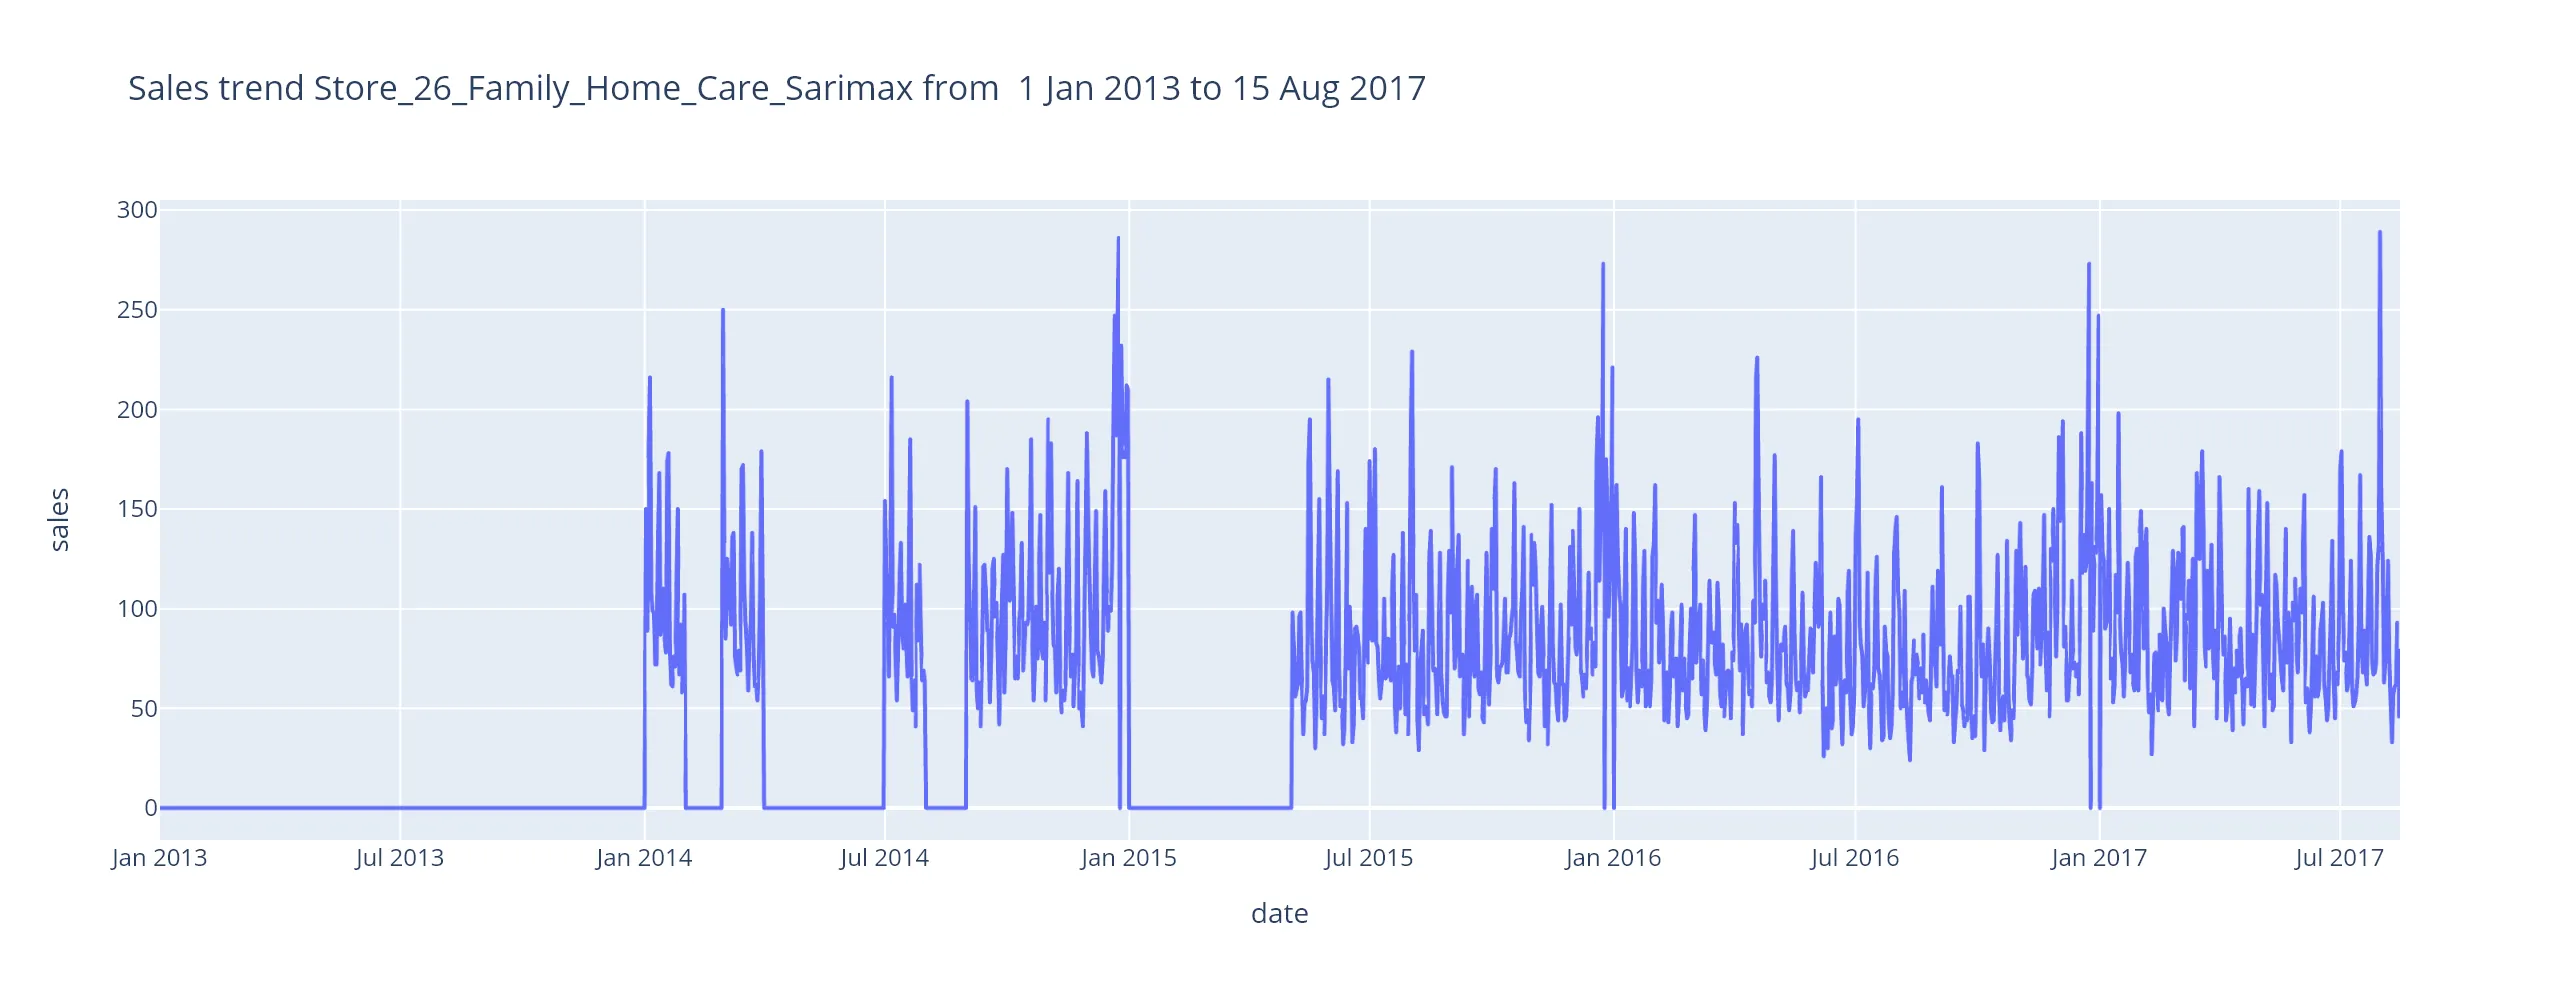 Sales trend Store_26_Family_Home_Care_Sarimax from  1 Jan 2013 to 15 Aug 2017
300
250
200
150
100
50
0
sales
Jan 2013 Jul 2013 Jan 2014 Jul 2014 Jan 2015 Jul 2015 Jan 2016 Jul 2016 Jan 2017 Jul 2017
date